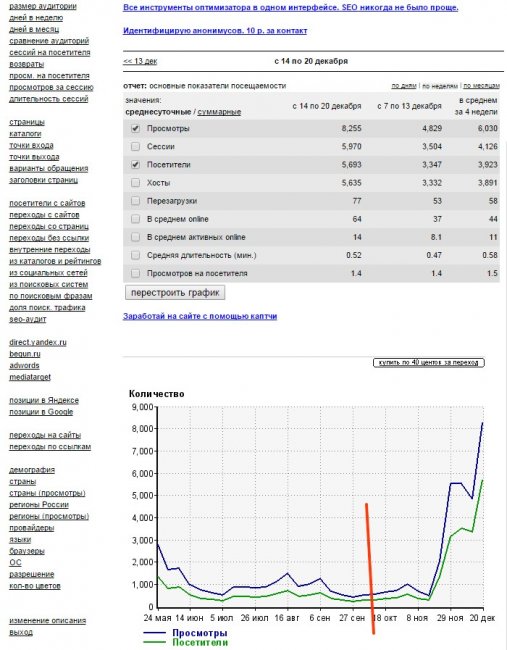 размер аудитории
дней в неделю
дней в месяц
сравнение аудиторий
сессий на посетителя
возвраты
просм. на посетителя
просмотров за сессию
длительность сессий
страницы
каталоги
точки входа
точки выхода
варианты обращения
заголовки страниц
посетители с сайтов
переходы с сайтов
переходы со страниц
переходы без ссылки
внутренние переходы
из каталогов и рейтингов
из социальных сетей
из поисковых систем
по поисковым фразам
доля поиск. трафика
seo-аудит
direct.yandex.ru
begun.ru
adwords
mediatarget
позиции в Яндексе
позиции в Google
переходы на сайты
переходы по ссылкам
демография
страны
страны (просмотры)
регионы России
регионы (просмотры)
провайдеры
языки
браузеры
ОС
разрешение
кол-во цветов
изменение описания
выход
Все инструменты оптимизатора в одном интерфейсе. SEO никогда не было проще.
Идентифицирую анонимусов. 10 р. за контакт
<< 13 дек с 14 по 20 декабря
отчет: основные показатели посещаемости по дням | по неделям | по месяцам
значения:
среднесуточные / суммарные с 14 по 20 декабря с 7 по 13 декабря в среднем за 4 недели
Просмотры 8,255 4,829 6,030
Сессии 5,970 3,504 4,126
Посетители 5,693 3,347 3,923
Хосты 5,635 3,332 3,891
Перезагрузки 77 53 58
В среднем online 64 37 44
В среднем активных online 14 8.1 11
Средняя длительность (мин.) 0.52 0.47 0.58
Просмотров на посетителя 1.4 1.4 1.5
перестроить график
Заработай на сайте с помощью каптчи
купить по 40 центов за переход
Количество
9,000
8,000
7,000
6,000
5,000
4,000
3,000
2,000
1,000
0
24 мая 14 июн 5 июл 26 июл 16 авг 6 сен 27 сен 18 окт 8 ноя 29 ноя 20 дек
Просмотры
Посетители